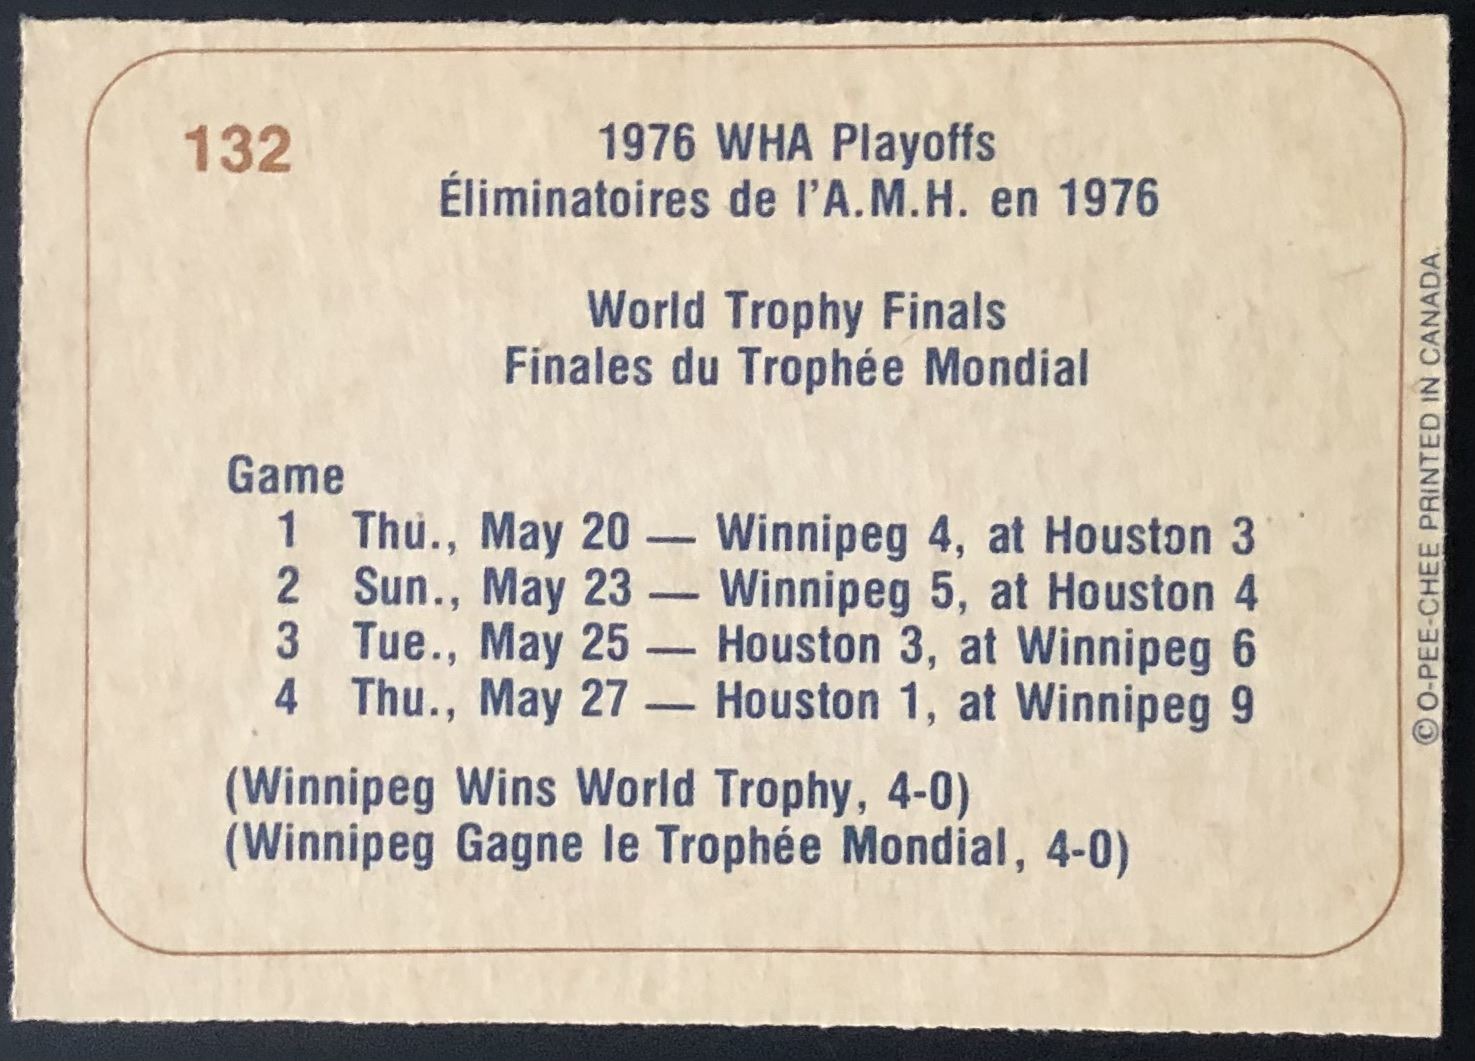 132
1976 WHA Playoffs
Éliminatoires de l'A.M.H. en 1976
World Trophy Finals
Finales du Trophée Mondial
Game
1 Thu., May 20 — Winnipeg 4, at Houston 3
2 Sun., May 23 — Winnipeg 5, at Houston 4
3 Tue., May 25 — Houston 3, at Winnipeg 6
4 Thu., May 27 — Houston 1, at Winnipeg 9
(Winnipeg Wins World Trophy, 4-0)
(Winnipeg Gagne le Trophée Mondial, 4-0)
© O-PEE-CHEE PRINTED IN CANADA.